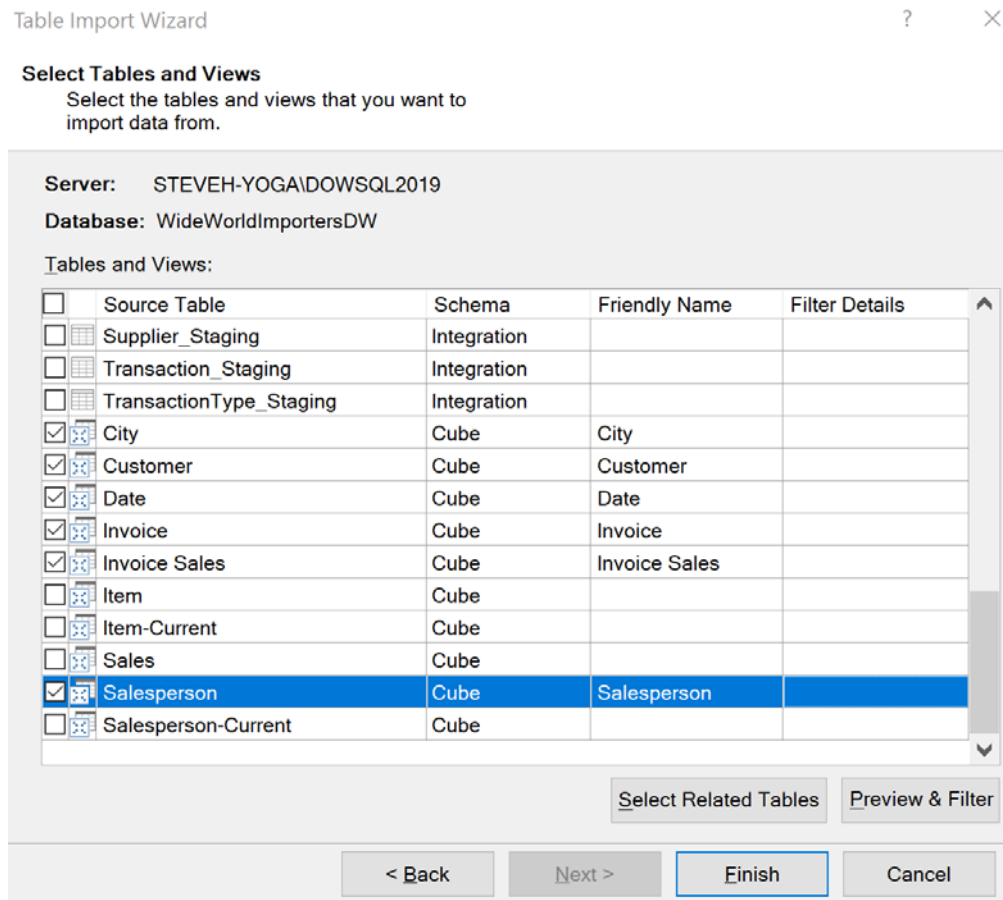 Table Import Wizard ? ×
Select Tables and Views
Select the tables and views that you want to
import data from.
Server: STEVEH-YOGA\DOWSQL2019
Database: WideWorldImportersDW
Tables and Views:
Source Table Schema Friendly Name Filter Details
Supplier_Staging Integration
Transaction_Staging Integration
TransactionType_Staging Integration
City Cube City
Customer Cube Customer
Date Cube Date
Invoice Cube Invoice
Invoice Sales Cube Invoice Sales
Item Cube
Item-Current Cube
Sales Cube
Salesperson Cube Salesperson
Salesperson-Current Cube
Select Related Tables Preview & Filter
< Back Next > Finish Cancel